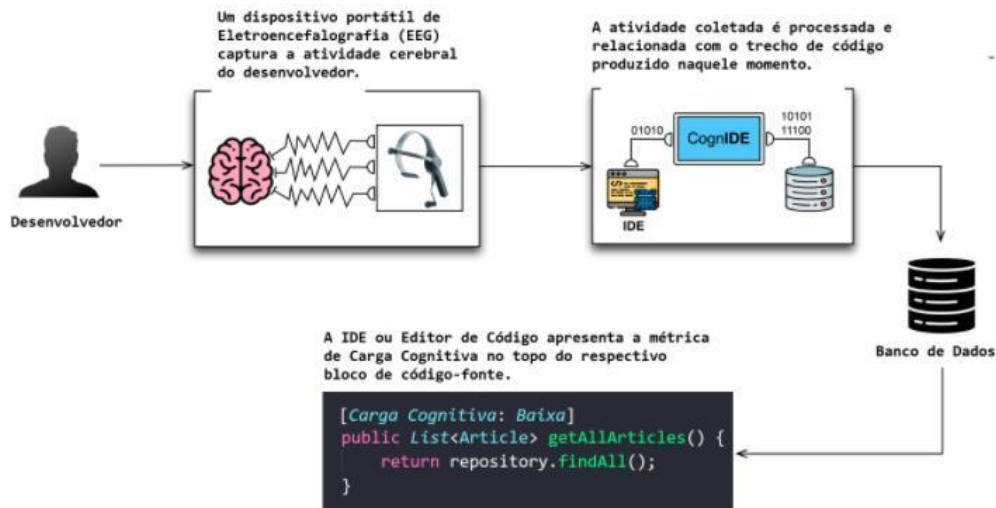 Um dispositivo portátil de
Eletroencefalografia (EEG)
captura a atividade cerebral
do desenvolvedor.
A atividade coletada é processada e
relacionada com o trecho de código
produzido naquele momento.
Desenvolvedor
01010
CognIDE
10101
11100
IDE
Banco de Dados
A IDE ou Editor de Código apresenta a métrica
de Carga Cognitiva no topo do respectivo
bloco de código-fonte.
[Carga Cognitiva: Baixa]
public List<Article> getAllArticles() {
return repository.findAll();
}